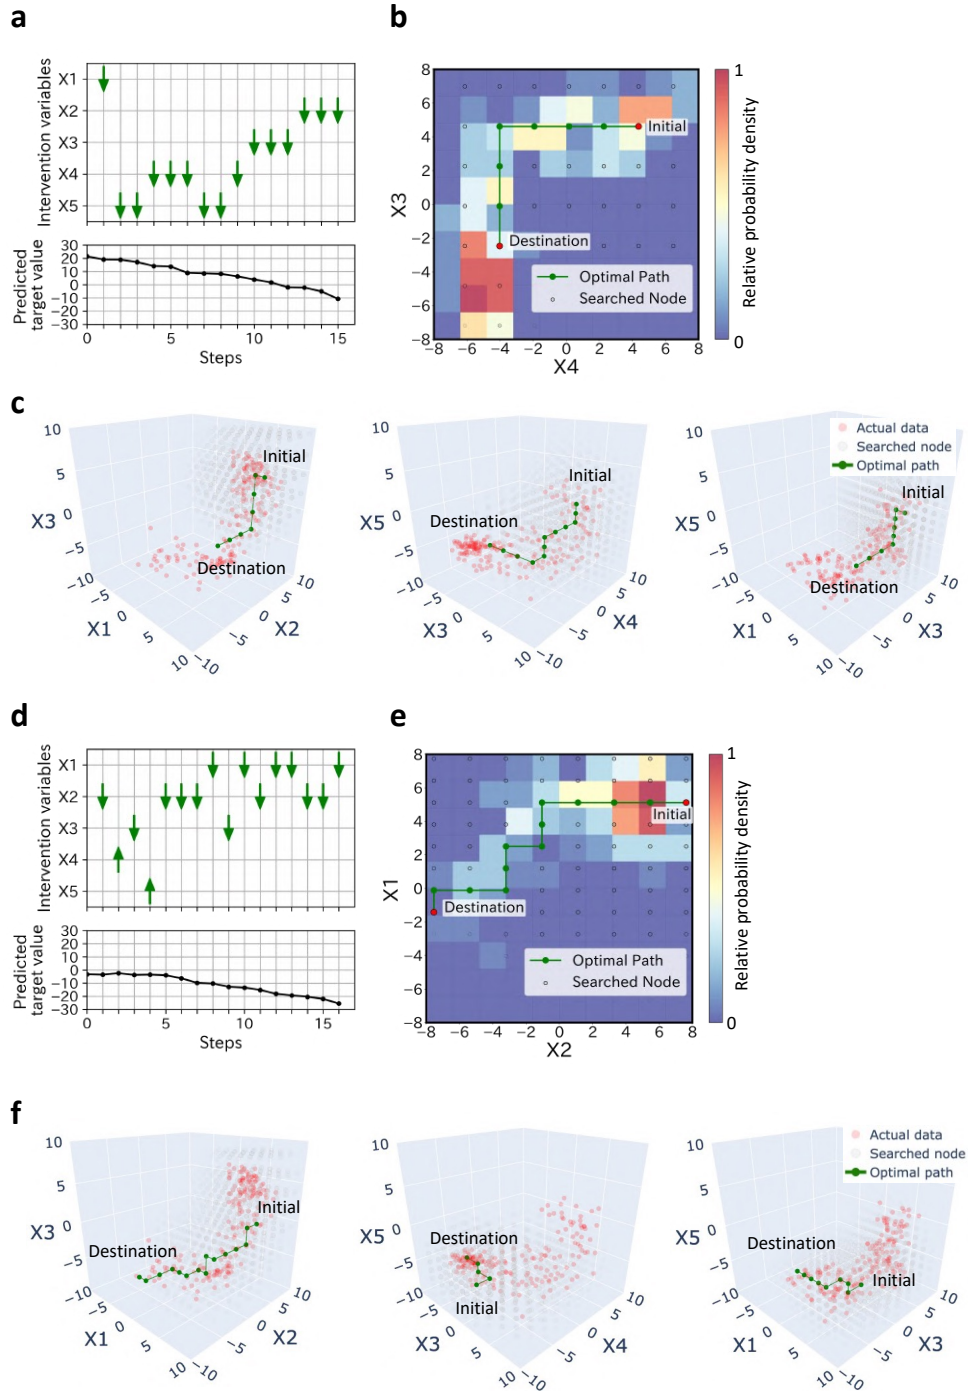 a
Intervention variables
X1
X2
X3
X4
X5
Predicted
target value
30
20
10
0
−10
−20
−30
0 5 10 15
Steps
b
X3
8
6
4
2
0
−2
−4
−6
−8
Initial
Destination
Optimal Path
Searched Node
−8 −6 −4 −2 0 2 4 6 8
X4
1
Relative probability density
0
c
10
5
X3 0
−5
−10
−5
0
5
10
X1
−10
−5
0
5
10
X2
Initial
Destination
10
5
X5 0
−5
−10
−5
0
5
10
X3
−10
−5
0
5
10
X4
Initial
Destination
10
5
X5 0
−5
−10
−5
0
5
10
X1
−10
−5
0
5
10
X3
Actual data
Searched node
Optimal path
Initial
Destination
d
Intervention variables
X1
X2
X3
X4
X5
Predicted
target value
30
20
10
0
−10
−20
−30
0 5 10 15
Steps
e
X1
8
6
4
2
0
−2
−4
−6
−8
Initial
Destination
Optimal Path
Searched Node
−8 −6 −4 −2 0 2 4 6 8
X2
1
Relative probability density
0
f
10
5
X3 0
−5
−10
−5
0
5
10
X1
−10
−5
0
5
10
X2
Initial
Destination
10
5
X5 0
−5
−10
−5
0
5
10
X3
−10
−5
0
5
10
X4
Destination
Initial
10
5
X5 0
−5
−10
−5
0
5
10
X1
−10
−5
0
5
10
X3
Actual data
Searched node
Optimal path
Destination
Initial